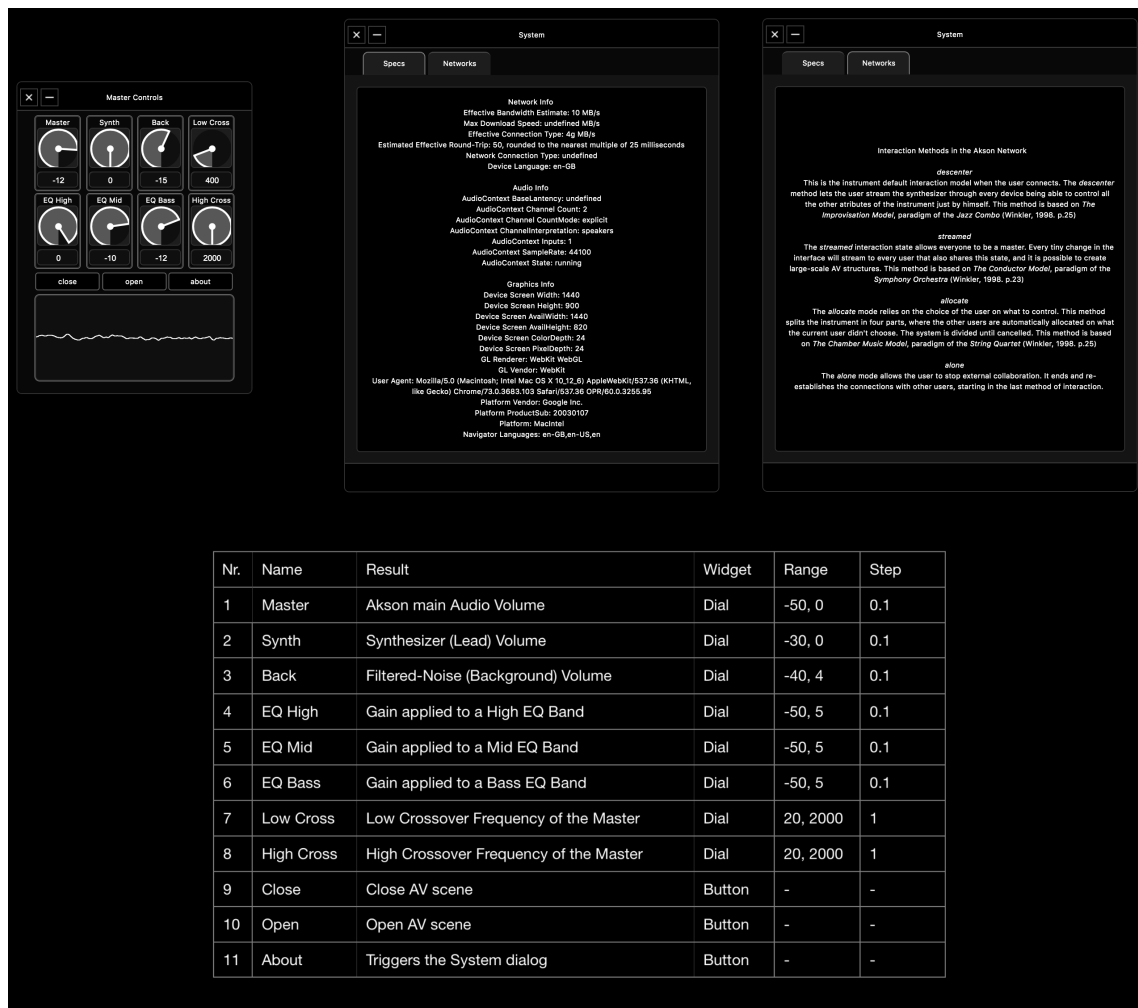 Master Controls
Master Synth Back Low Cross
-12 0 -15 400
EQ High EQ Mid EQ Bass High Cross
0 -10 -12 2000
close open about
System
Specs Networks
Network Info
Effective Bandwidth Estimate: 10 MB/s
Max Download Speed: undefined MB/s
Effective Connection Type: 4g MB/s
Estimated Effective Round-Trip: 50, rounded to the nearest multiple of 25 milliseconds
Network Connection Type: undefined
Device Language: en-GB
Audio Info
AudioContext BaseLantency: undefined
AudioContext Channel Count: 2
AudioContext Channel CountMode: explicit
AudioContext ChannelInterpretation: speakers
AudioContext Inputs: 1
AudioContext SampleRate: 44100
AudioContext State: running
Graphics Info
Device Screen Width: 1440
Device Screen Height: 900
Device Screen AvailWidth: 1440
Device Screen AvailHeight: 820
Device Screen ColorDepth: 24
Device Screen PixelDepth: 24
GL Renderer: WebKit WebGL
GL Vendor: WebKit
User Agent: Mozilla/5.0 (Macintosh; Intel Mac OS X 10_12_6) AppleWebKit/537.36 (KHTML,
like Gecko) Chrome/73.0.3683.103 Safari/537.36 OPR/60.0.3255.95
Platform Vendor: Google Inc.
Platform ProductSub: 20030107
Platform: MacIntel
Navigator Languages: en-GB,en-US,en
System
Specs Networks
Interaction Methods in the Akson Network
descenter
This is the instrument default interaction model when the user connects. The descenter
method lets the user stream the synthesizer through every device being able to control all
the other atributes of the instrument just by himself. This method is based on The
Improvisation Model, paradigm of the Jazz Combo (Winkler, 1998. p.25)
streamed
The streamed interaction state allows everyone to be a master. Every tiny change in the
interface will stream to every user that also shares this state, and it is possible to create
large-scale AV structures. This method is based on The Conductor Model, paradigm of the
Symphony Orchestra (Winkler, 1998. p.23)
allocate
The allocate mode relies on the choice of the user on what to control. This method
splits the instrument in four parts, where the other users are automatically allocated on what
the current user didn't choose. The system is divided until cancelled. This method is based
on The Chamber Music Model, paradigm of the String Quartet (Winkler, 1998. p.25)
alone
The alone mode allows the user to stop external collaboration. It ends and re-
establishes the connections with other users, starting in the last method of interaction.
Nr. Name Result Widget Range Step
1 Master Akson main Audio Volume Dial -50, 0 0.1
2 Synth Synthesizer (Lead) Volume Dial -30, 0 0.1
3 Back Filtered-Noise (Background) Volume Dial -40, 4 0.1
4 EQ High Gain applied to a High EQ Band Dial -50, 5 0.1
5 EQ Mid Gain applied to a Mid EQ Band Dial -50, 5 0.1
6 EQ Bass Gain applied to a Bass EQ Band Dial -50, 5 0.1
7 Low Cross Low Crossover Frequency of the Master Dial 20, 2000 1
8 High Cross High Crossover Frequency of the Master Dial 20, 2000 1
9 Close Close AV scene Button - -
10 Open Open AV scene Button - -
11 About Triggers the System dialog Button - -